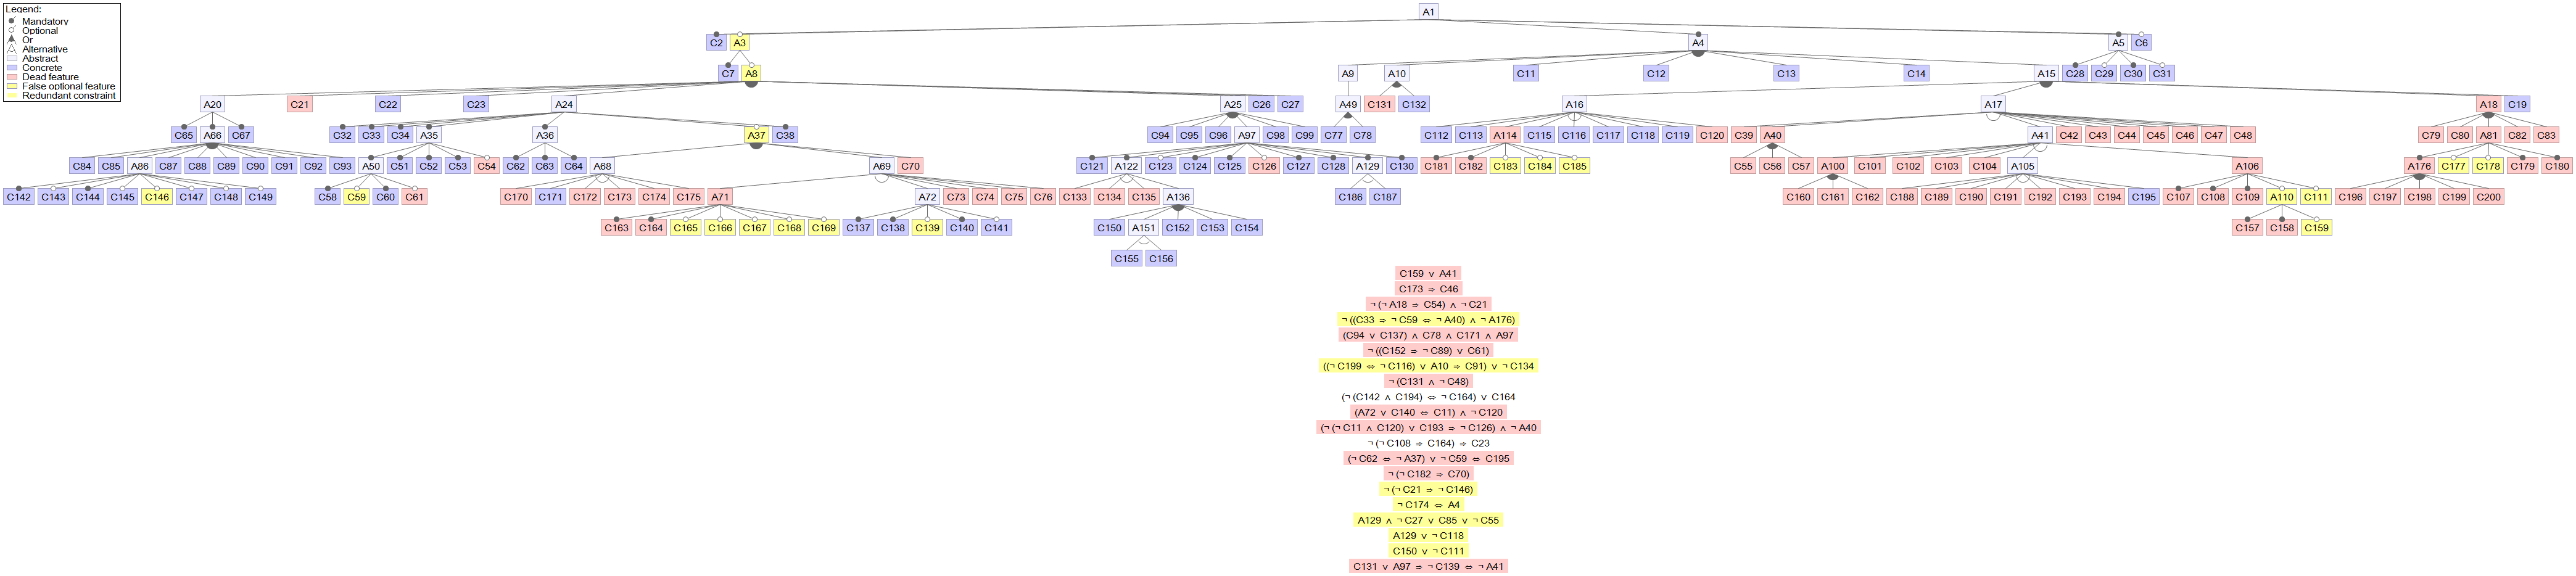 Legend:
Mandatory
Optional
Or
Alternative
Abstract
Concrete
Dead feature
False optional feature
Redundant constraint
A1
C2 A3 A4 A5 C6
C7 A8 A9 A10 C11 C12 C13 C14 A15 C28 C29 C30 C31
A20 C21 C22 C23 A24 A25 C26 C27 A49 C131 C132 A16 A17 A18 C19
C65 A66 C67 C32 C33 C34 A35 A36 A37 C38 C94 C95 C96 A97 C98 C99 C77 C78 C112 C113 A114 C115 C116 C117 C118 C119 C120 C39 A40 A41 C42 C43 C44 C45 C46 C47 C48 C79 C80 A81 C82 C83
C84 C85 A86 C87 C88 C89 C90 C91 C92 C93 A50 C51 C52 C53 C54 C62 C63 C64 A68 A69 C70 C121 A122 C123 C124 C125 C126 C127 C128 A129 C130 C181 C182 C183 C184 C185 C55 C56 C57 A100 C101 C102 C103 C104 A105 A106 A176 C177 C178 C179 C180
C142 C143 C144 C145 C146 C147 C148 C149 C58 C59 C60 C61 C170 C171 C172 C173 C174 C175 A71 A72 C73 C74 C75 C76 C133 C134 C135 A136 C186 C187 C160 C161 C162 C188 C189 C190 C191 C192 C193 C194 C195 C107 C108 C109 A110 C111 C196 C197 C198 C199 C200
C163 C164 C165 C166 C167 C168 C169 C137 C138 C139 C140 C141 C150 A151 C152 C153 C154 C157 C158 C159
C155 C156
C159 ∨ A41
C173 ⇒ C46
¬ (¬ A18 ⇒ C54) ∧ ¬ C21
¬ ((C33 ⇒ ¬ C59 ⇔ ¬ A40) ∧ ¬ A176)
(C94 ∨ C137) ∧ C78 ∧ C171 ∧ A97
¬ ((C152 ⇒ ¬ C89) ∨ C61)
((¬ C199 ⇔ ¬ C116) ∨ A10 ⇒ C91) ∨ ¬ C134
¬ (C131 ∧ ¬ C48)
(¬ (C142 ∧ C194) ⇔ ¬ C164) ∨ C164
(A72 ∨ C140 ⇔ C11) ∧ ¬ C120
(¬ (¬ C11 ∧ C120) ∨ C193 ⇒ ¬ C126) ∧ ¬ A40
¬ (¬ C108 ⇒ C164) ⇒ C23
(¬ C62 ⇔ ¬ A37) ∨ ¬ C59 ⇔ C195
¬ (¬ C182 ⇒ C70)
¬ (¬ C21 ⇒ ¬ C146)
¬ C174 ⇔ A4
A129 ∧ ¬ C27 ∨ C85 ∨ ¬ C55
A129 ∨ ¬ C118
C150 ∨ ¬ C111
C131 ∨ A97 ⇒ ¬ C139 ⇔ ¬ A41